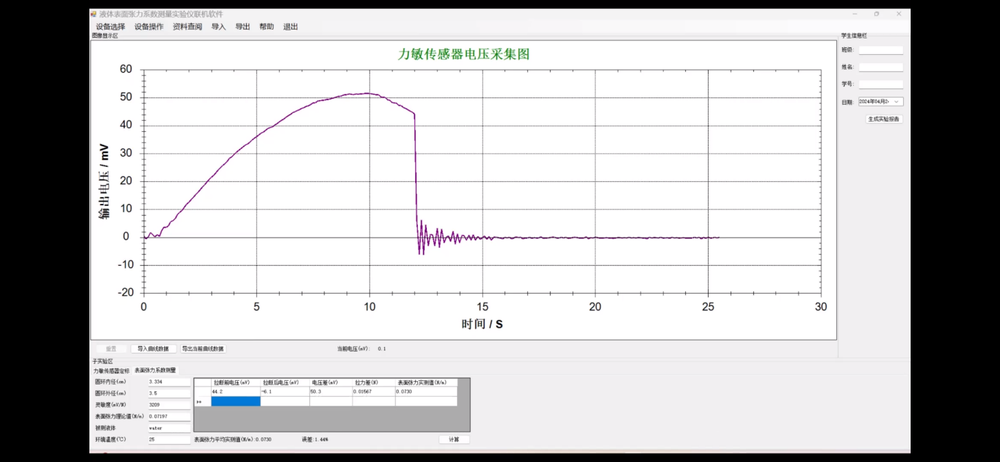 液体表面张力系数测量实验仪联机软件
设备选择 设备操作 资料查阅 导入 导出 帮助 退出
图像显示区
学生信息栏
力敏传感器电压采集图
班级:
姓名:
学号:
日期: 2024年04月2
生成实验报告
60
50
40
30
20
10
0
-10
-20
输出电压 / mV
0 5 10 15 20 25 30
时间 / S
重置 导入曲线数据 导出当前曲线数据 当前电压(mV): 0.1
子实验区
力敏传感器定标 表面张力系数测量
圆环内径(cm) 3.334
圆环外径(cm) 3.5
灵敏度(mV/N) 3209
表面张力理论值(N/m) 0.07197
被测液体 water
环境温度(℃) 25
拉断前电压(mV) 拉断后电压(mV) 电压差(mV) 拉力差(N) 表面张力实测值(N/m)
44.2 -6.1 50.3 0.01567 0.0730
表面张力平均实测值(N/m):0.0730 误差:1.44% 计算